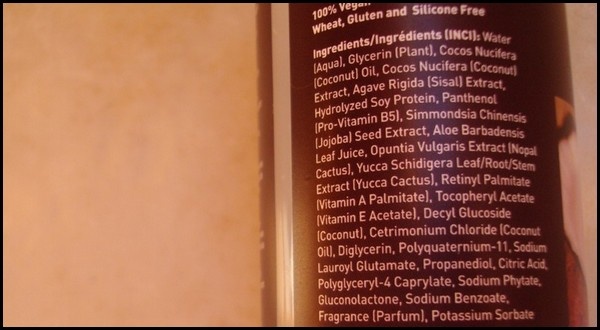 100% Vegan
Wheat, Gluten and Silicone Free
Ingredients/Ingrédients (INCI): Water
(Aqua), Glycerin (Plant), Cocos Nucifera
(Coconut) Oil, Cocos Nucifera (Coconut)
Extract, Agave Rigida (Sisal) Extract,
Hydrolyzed Soy Protein, Panthenol
(Pro-Vitamin B5), Simmondsia Chinensis
(Jojoba) Seed Extract, Aloe Barbadensis
Leaf Juice, Opuntia Vulgaris Extract (Nopal
Cactus), Yucca Schidigera Leaf/Root/Stem
Extract (Yucca Cactus), Retinyl Palmitate
(Vitamin A Palmitate), Tocopheryl Acetate
(Vitamin E Acetate), Decyl Glucoside
(Coconut), Cetrimonium Chloride (Coconut
Oil), Diglycerin, Polyquaternium-11, Sodium
Lauroyl Glutamate, Propanediol, Citric Acid,
Polyglyceryl-4 Caprylate, Sodium Phytate,
Gluconolactone, Sodium Benzoate,
Fragrance (Parfum), Potassium Sorbate